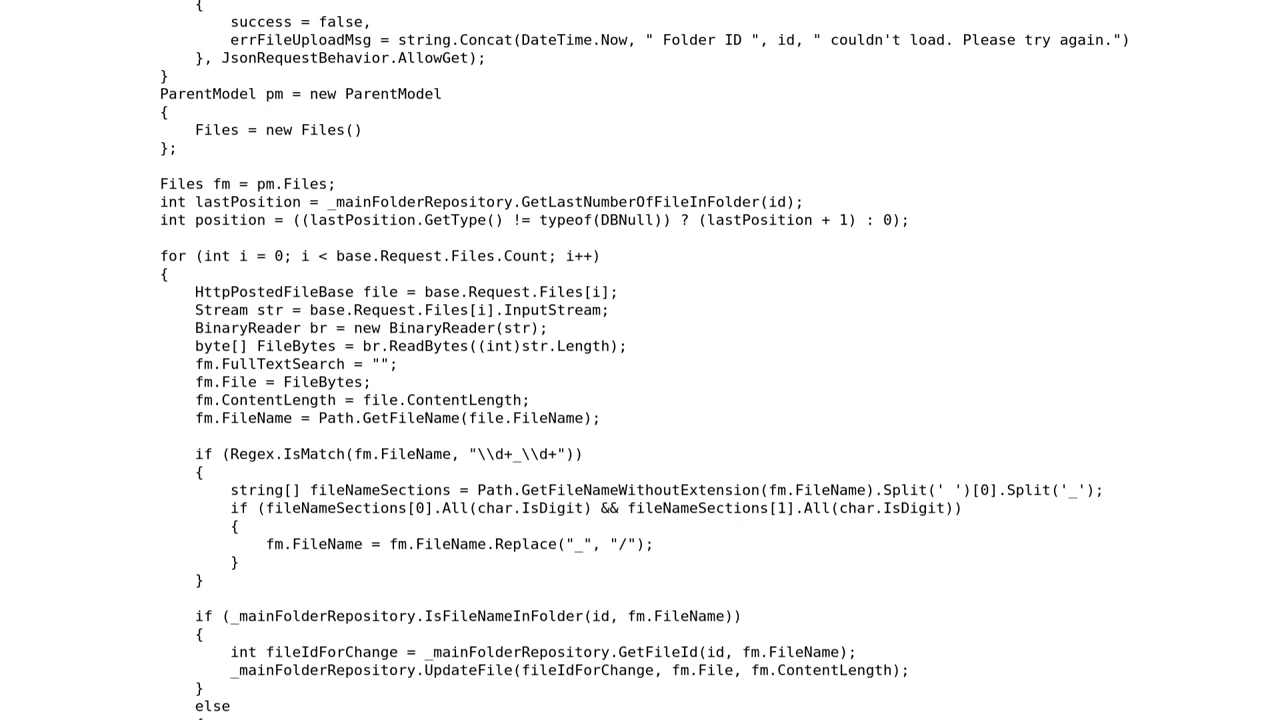 {
success = false,
errFileUploadMsg = string.Concat(DateTime.Now, " Folder ID ", id, " couldn't load. Please try again.")
}, JsonRequestBehavior.AllowGet);
}
ParentModel pm = new ParentModel
{
Files = new Files()
};
Files fm = pm.Files;
int lastPosition = _mainFolderRepository.GetLastNumberOfFileInFolder(id);
int position = ((lastPosition.GetType() != typeof(DBNull)) ? (lastPosition + 1) : 0);
for (int i = 0; i < base.Request.Files.Count; i++)
{
HttpPostedFileBase file = base.Request.Files[i];
Stream str = base.Request.Files[i].InputStream;
BinaryReader br = new BinaryReader(str);
byte[] FileBytes = br.ReadBytes((int)str.Length);
fm.FullTextSearch = "";
fm.File = FileBytes;
fm.ContentLength = file.ContentLength;
fm.FileName = Path.GetFileName(file.FileName);
if (Regex.IsMatch(fm.FileName, "\\d+_\\d+"))
{
string[] fileNameSections = Path.GetFileNameWithoutExtension(fm.FileName).Split(' ')[0].Split('_');
if (fileNameSections[0].All(char.IsDigit) && fileNameSections[1].All(char.IsDigit))
{
fm.FileName = fm.FileName.Replace("_", "/");
}
}
if (_mainFolderRepository.IsFileNameInFolder(id, fm.FileName))
{
int fileIdForChange = _mainFolderRepository.GetFileId(id, fm.FileName);
_mainFolderRepository.UpdateFile(fileIdForChange, fm.File, fm.ContentLength);
}
else